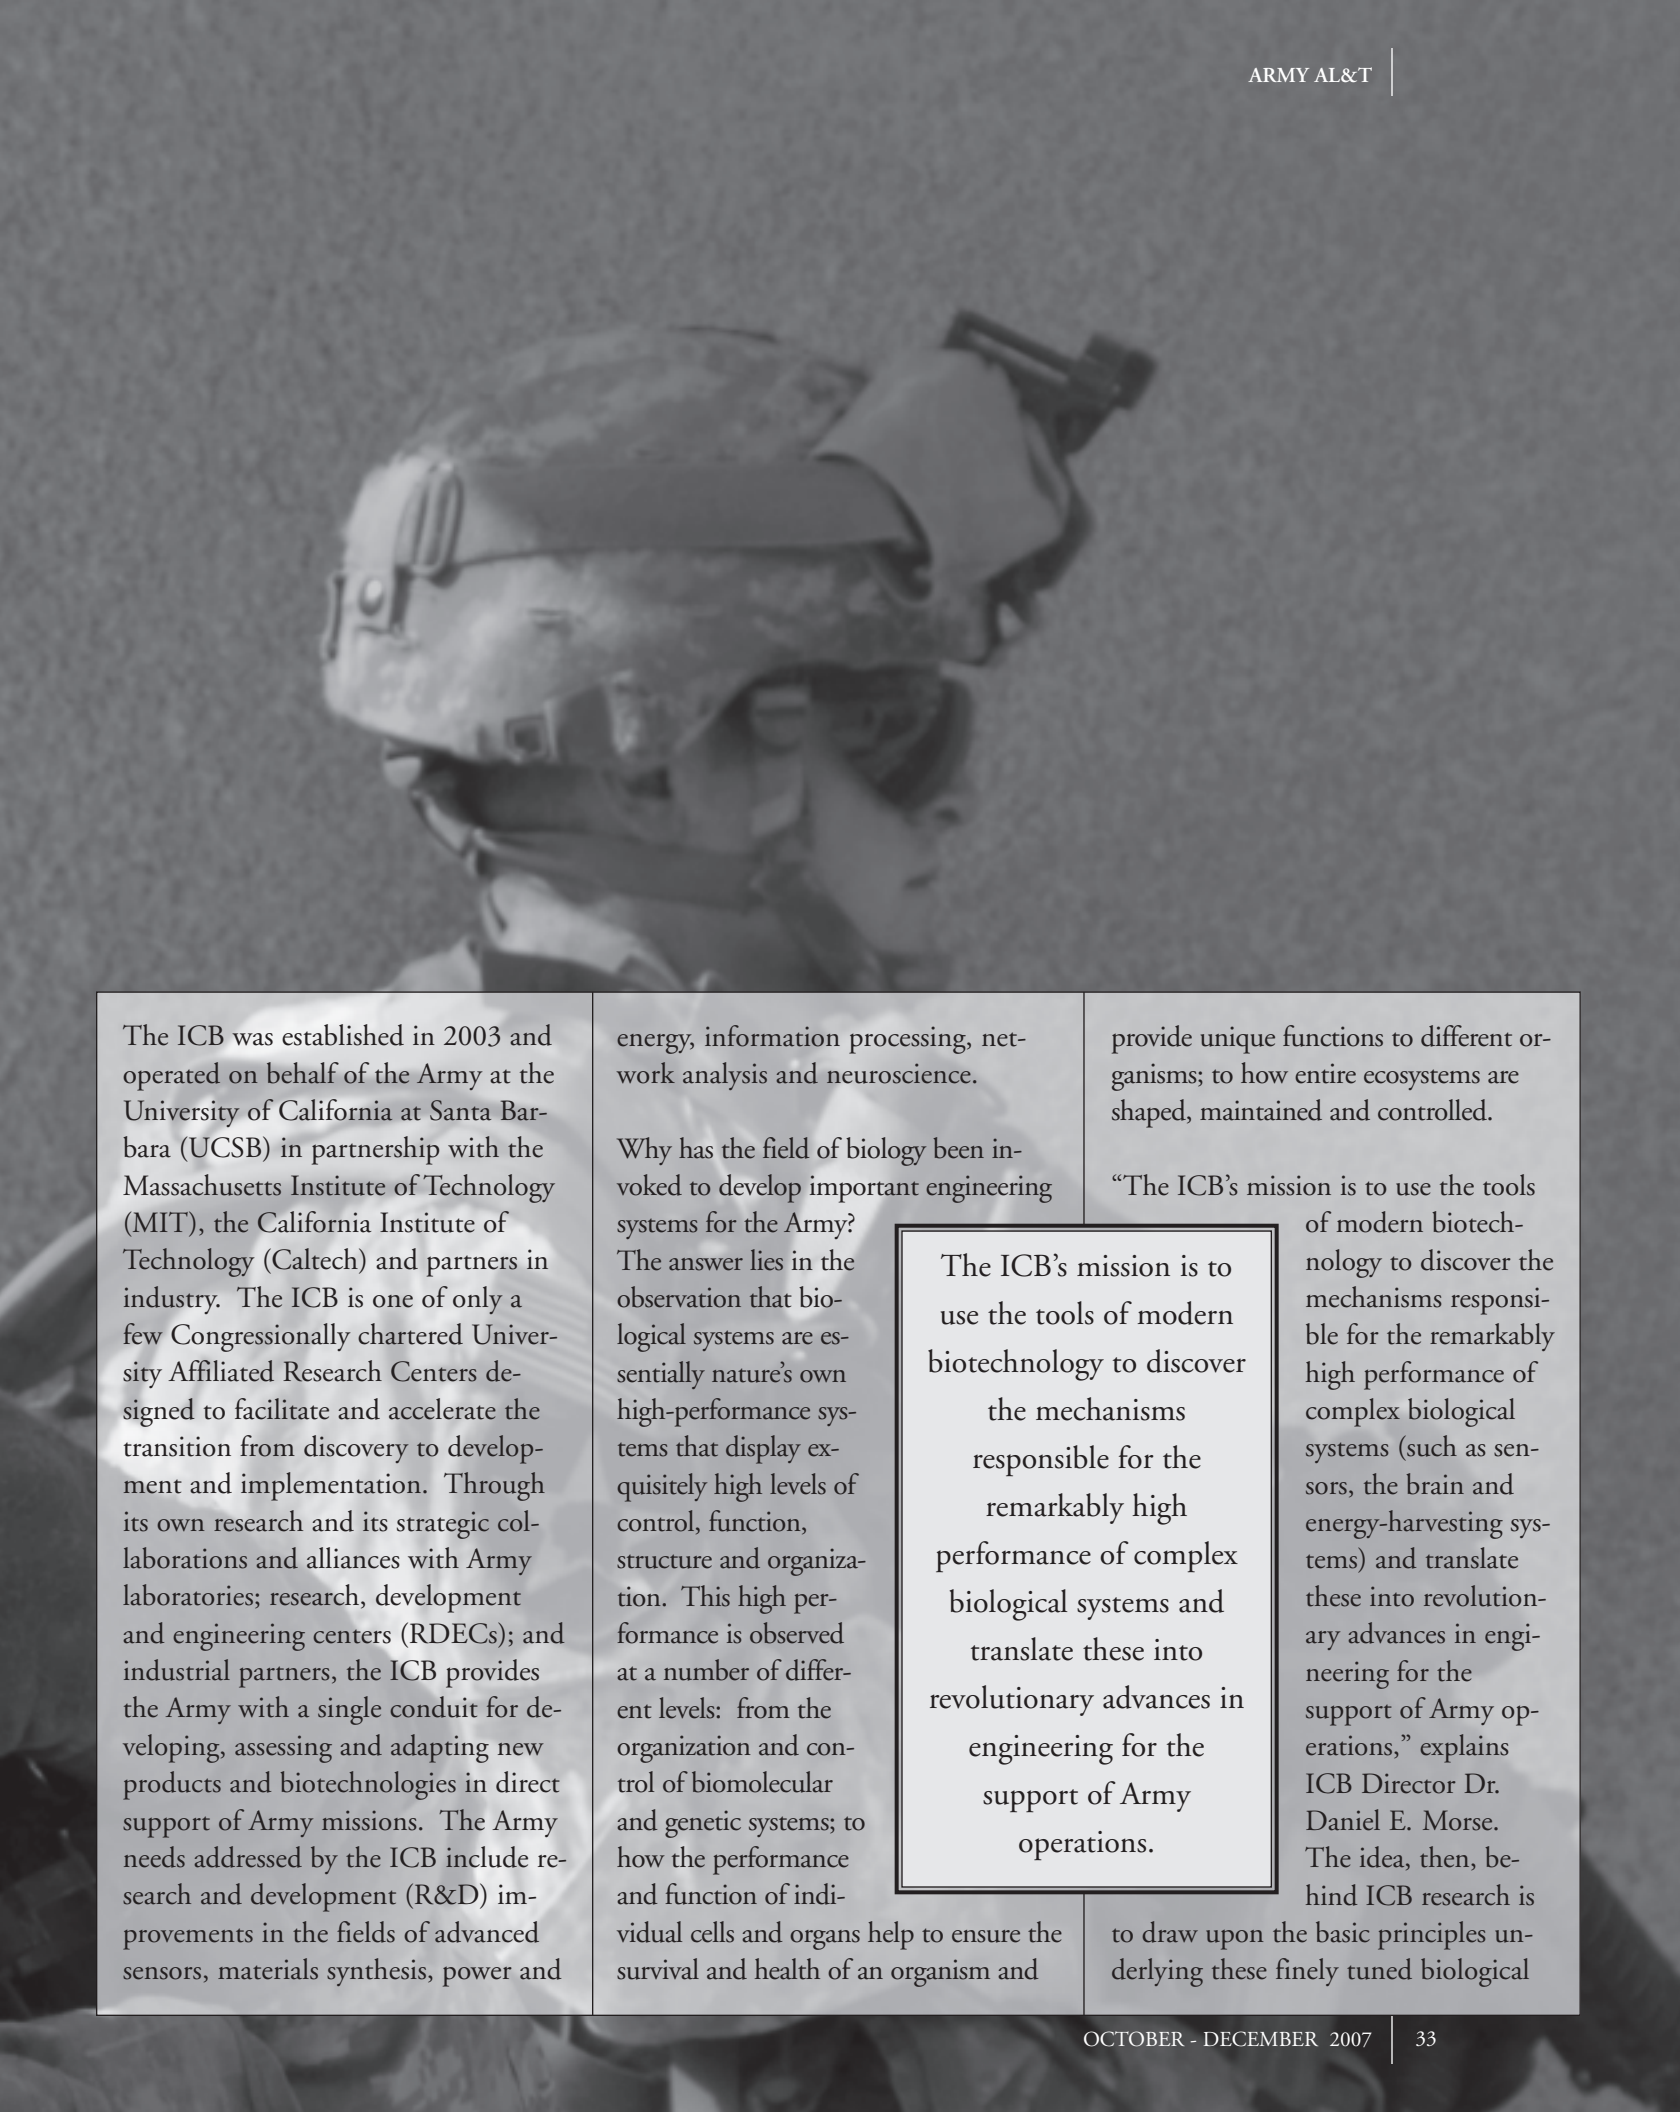 ARMY AL&T
The ICB was established in 2003 and
operated on behalf of the Army at the
University of California at Santa Bar-
bara (UCSB) in partnership with the
Massachusetts Institute of Technology
(MIT), the California Institute of
Technology (Caltech) and partners in
industry.  The ICB is one of only a
few Congressionally chartered Univer-
sity Affiliated Research Centers de-
signed to facilitate and accelerate the
transition from discovery to develop-
ment and implementation.  Through
its own research and its strategic col-
laborations and alliances with Army
laboratories; research, development
and engineering centers (RDECs); and
industrial partners, the ICB provides
the Army with a single conduit for de-
veloping, assessing and adapting new
products and biotechnologies in direct
support of Army missions.  The Army
needs addressed by the ICB include re-
search and development (R&D) im-
provements in the fields of advanced
sensors, materials synthesis, power and
energy, information processing, net-
work analysis and neuroscience.
Why has the field of biology been in-
voked to develop important engineering
systems for the Army?
The answer lies in the
observation that bio-
logical systems are es-
sentially nature's own
high-performance sys-
tems that display ex-
quisitely high levels of
control, function,
structure and organiza-
tion.  This high per-
formance is observed
at a number of differ-
ent levels:  from the
organization and con-
trol of biomolecular
and genetic systems; to
how the performance
and function of indi-
vidual cells and organs help to ensure the
survival and health of an organism and
provide unique functions to different or-
ganisms; to how entire ecosystems are
shaped, maintained and controlled.
“The ICB’s mission is to use the tools
of modern biotech-
nology to discover the
mechanisms responsi-
ble for the remarkably
high performance of
complex biological
systems (such as sen-
sors, the brain and
energy-harvesting sys-
tems) and translate
these into revolution-
ary advances in engi-
neering for the
support of Army op-
erations,” explains
ICB Director Dr.
Daniel E. Morse.
The idea, then, be-
hind ICB research is
to draw upon the basic principles un-
derlying these finely tuned biological
The ICB’s mission is to
use the tools of modern
biotechnology to discover
the mechanisms
responsible for the
remarkably high
performance of complex
biological systems and
translate these into
revolutionary advances in
engineering for the
support of Army
operations.
OCTOBER - DECEMBER  2007
33